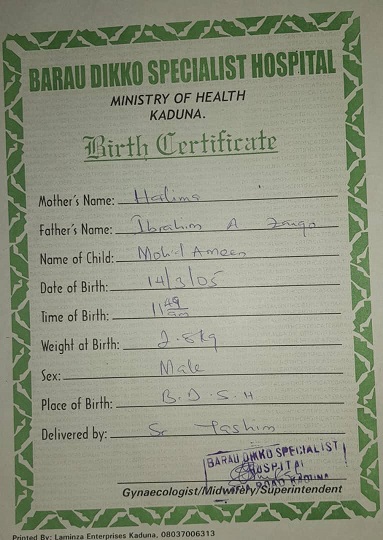 BARAU DIKKO SPECIALIST HOSPITAL
MINISTRY OF HEALTH
KADUNA.
Birth Certificate
Mother's Name: Halima
Father's Name: Ibrahim A Zango
Name of Child: Moh'd Ameen
Date of Birth: 14/3/05
Time of Birth: 11 49 am
Weight at Birth: 2.8kg
Sex: Male
Place of Birth: B.D.S.H
Delivered by: Sr
BARAU DIKKO SPECIALIST
HOSPITAL
ROAD KADUNA
Gynaecologist/Midwifery/Superintendent
Printed By: Laminza Enterprises Kaduna, 08037006313